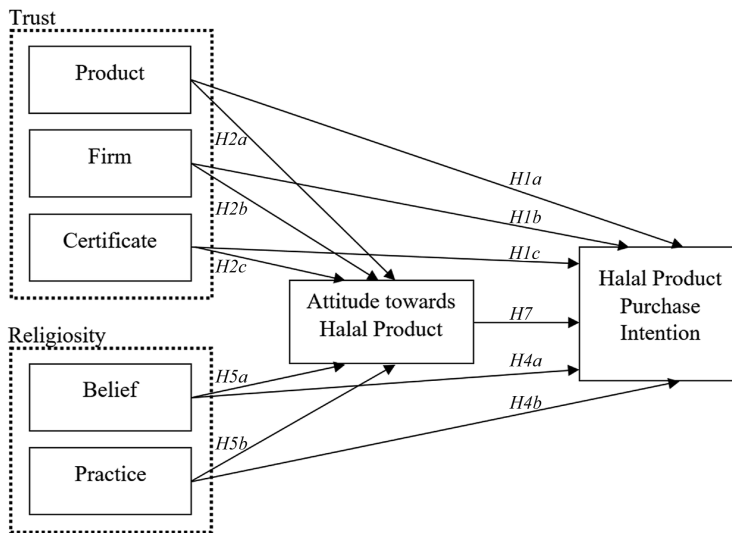 Trust
Product
Firm
Certificate
H2a
H2b
H2c
H1a
H1b
H1c
Attitude towards
Halal Product
H7
Halal Product
Purchase
Intention
Religiosity
Belief
Practice
H5a
H5b
H4a
H4b